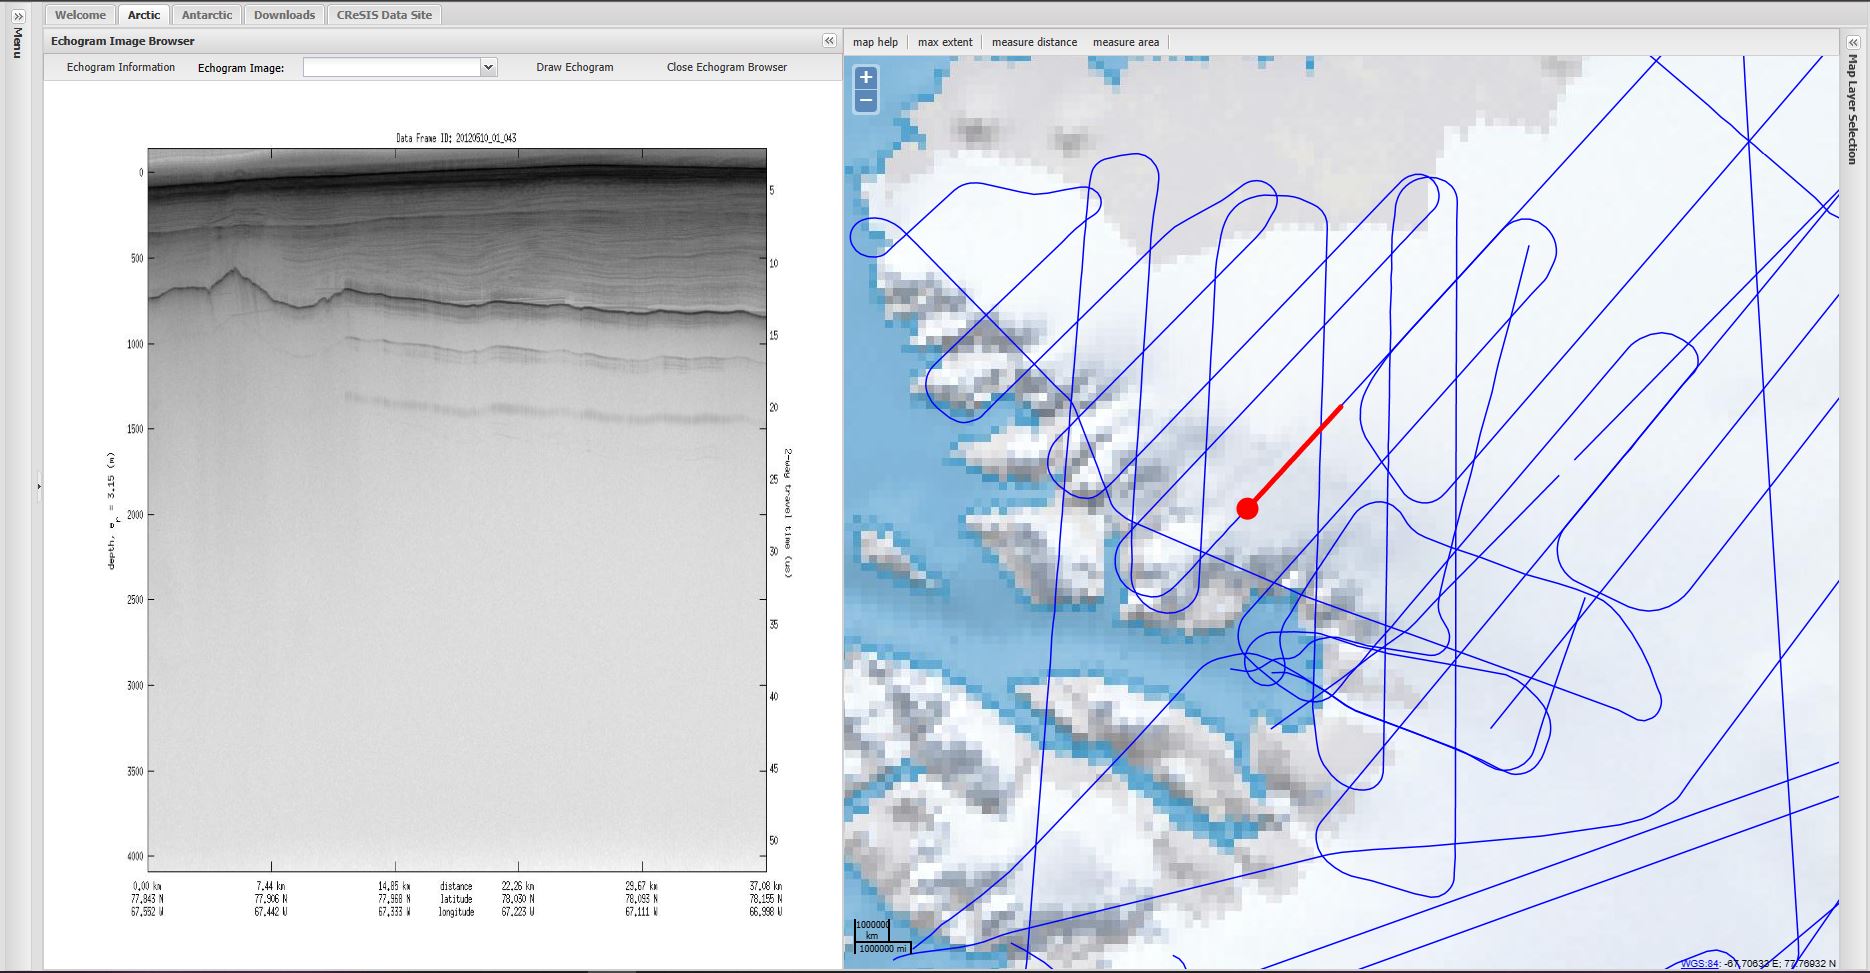 Menu
Welcome
Arctic
Antarctic
Downloads
CReSIS Data Site
Echogram Image Browser
Echogram Information
Echogram Image:
Draw Echogram
Close Echogram Browser
Data Frame ID: 20120510_01_043
0
500
1000
1500
2000
2500
3000
3500
4000
depth, e_r = 3.15 (m)
5
10
15
20
25
30
35
40
45
50
2-way travel time (us)
0.00 km 7.44 km 14.85 km distance 22.26 km 29.67 km 37.08 km
77.843 N 77.906 N 77.968 N latitude 78.030 N 78.093 N 78.155 N
67.552 W 67.442 W 67.333 W longitude 67.223 W 67.111 W 66.998 W
map help
max extent
measure distance
measure area
+
−
1000000
km
1000000 mi
WGS:84: -67.70633 E; 77.76932 N
Map Layer Selection